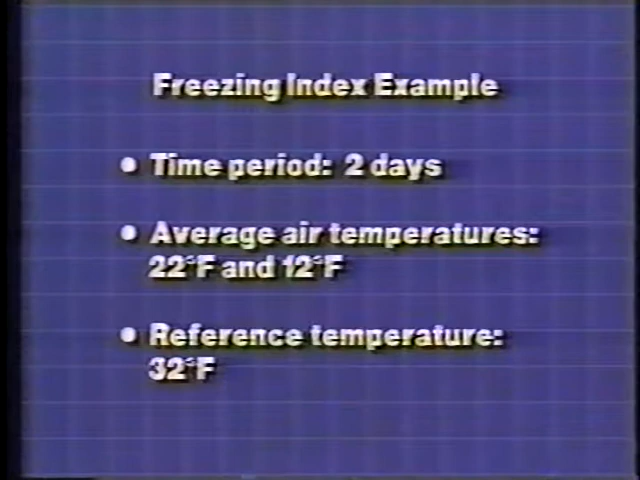 Freezing Index Example
• Time period: 2 days
• Average air temperatures:
22°F and 12°F
• Reference temperature:
32°F